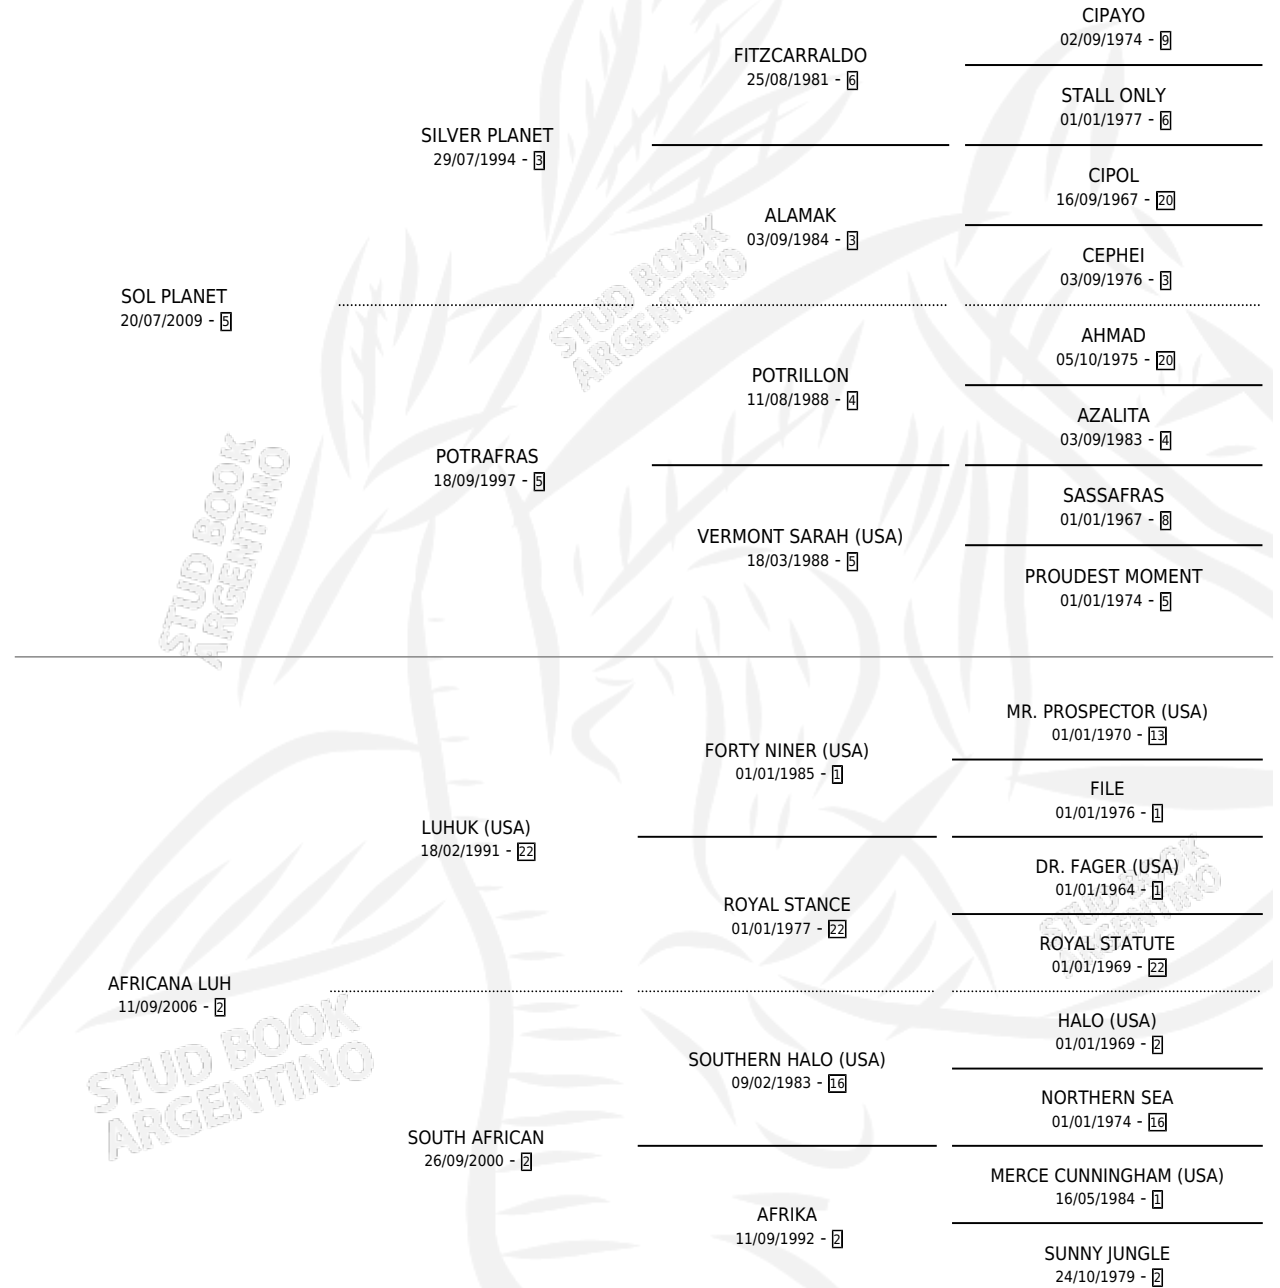 CIPAYO
02/09/1974 - 9
FITZCARRALDO
25/08/1981 - 6
STALL ONLY
01/01/1977 - 6
SILVER PLANET
29/07/1994 - 3
CIPOL
16/09/1967 - 20
ALAMAK
03/09/1984 - 3
CEPHEI
03/09/1976 - 3
SOL PLANET
20/07/2009 - 5
AHMAD
05/10/1975 - 20
POTRILLON
11/08/1988 - 4
AZALITA
03/09/1983 - 4
POTRAFRAS
18/09/1997 - 5
SASSAFRAS
01/01/1967 - 8
VERMONT SARAH (USA)
18/03/1988 - 5
PROUDEST MOMENT
01/01/1974 - 5
MR. PROSPECTOR (USA)
01/01/1970 - 13
FORTY NINER (USA)
01/01/1985 - 1
FILE
01/01/1976 - 1
LUHUK (USA)
18/02/1991 - 22
DR. FAGER (USA)
01/01/1964 - 1
ROYAL STANCE
01/01/1977 - 22
ROYAL STATUTE
01/01/1969 - 22
AFRICANA LUH
11/09/2006 - 2
HALO (USA)
01/01/1969 - 2
SOUTHERN HALO (USA)
09/02/1983 - 16
NORTHERN SEA
01/01/1974 - 16
SOUTH AFRICAN
26/09/2000 - 2
MERCE CUNNINGHAM (USA)
16/05/1984 - 1
AFRIKA
11/09/1992 - 2
SUNNY JUNGLE
24/10/1979 - 2
STUD BOOK
ARGENTINO
STUD BOOK
ARGENTINO
STUD BOOK
ARGENTINO
STUD BOOK
ARGENTINO